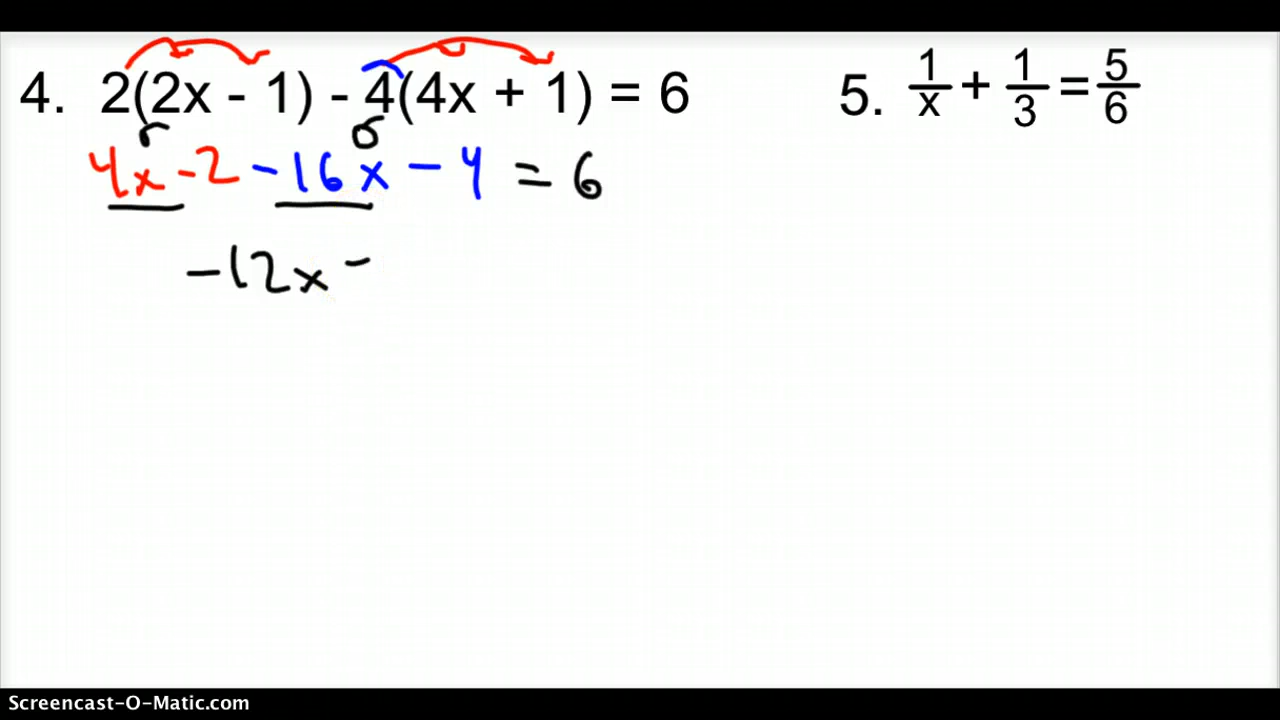 4. 2(2x - 1) - 4(4x + 1) = 6
4x - 2 - 16x - 4 = 6
-12x -
5. 1/x + 1/3 = 5/6
Screencast-O-Matic.com